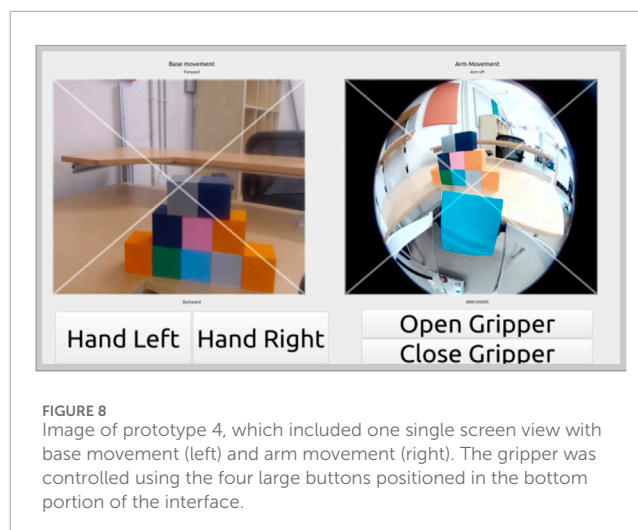 Base movement
Forward
Arm Movement
Arm UP
Backward
ARM DOWN
Hand Left
Hand Right
Open Gripper
Close Gripper
FIGURE 8
Image of prototype 4, which included one single screen view with
base movement (left) and arm movement (right). The gripper was
controlled using the four large buttons positioned in the bottom
portion of the interface.